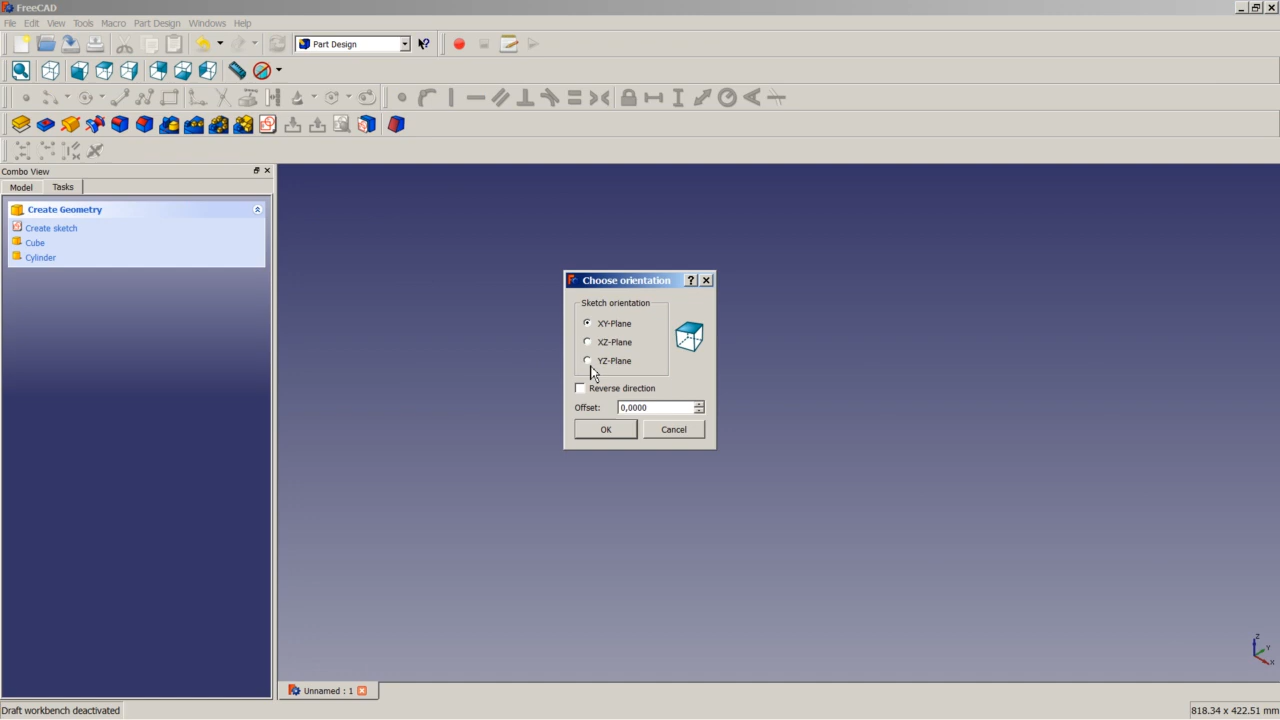 FreeCAD
File Edit View Tools Macro Part Design Windows Help
Part Design
Combo View
Model Tasks
Create Geometry
Create sketch
Cube
Cylinder
Choose orientation
Sketch orientation
XY-Plane
XZ-Plane
YZ-Plane
Reverse direction
Offset: 0,0000
OK Cancel
Z
Y
X
Unnamed : 1
Draft workbench deactivated 818.34 x 422.51 mm